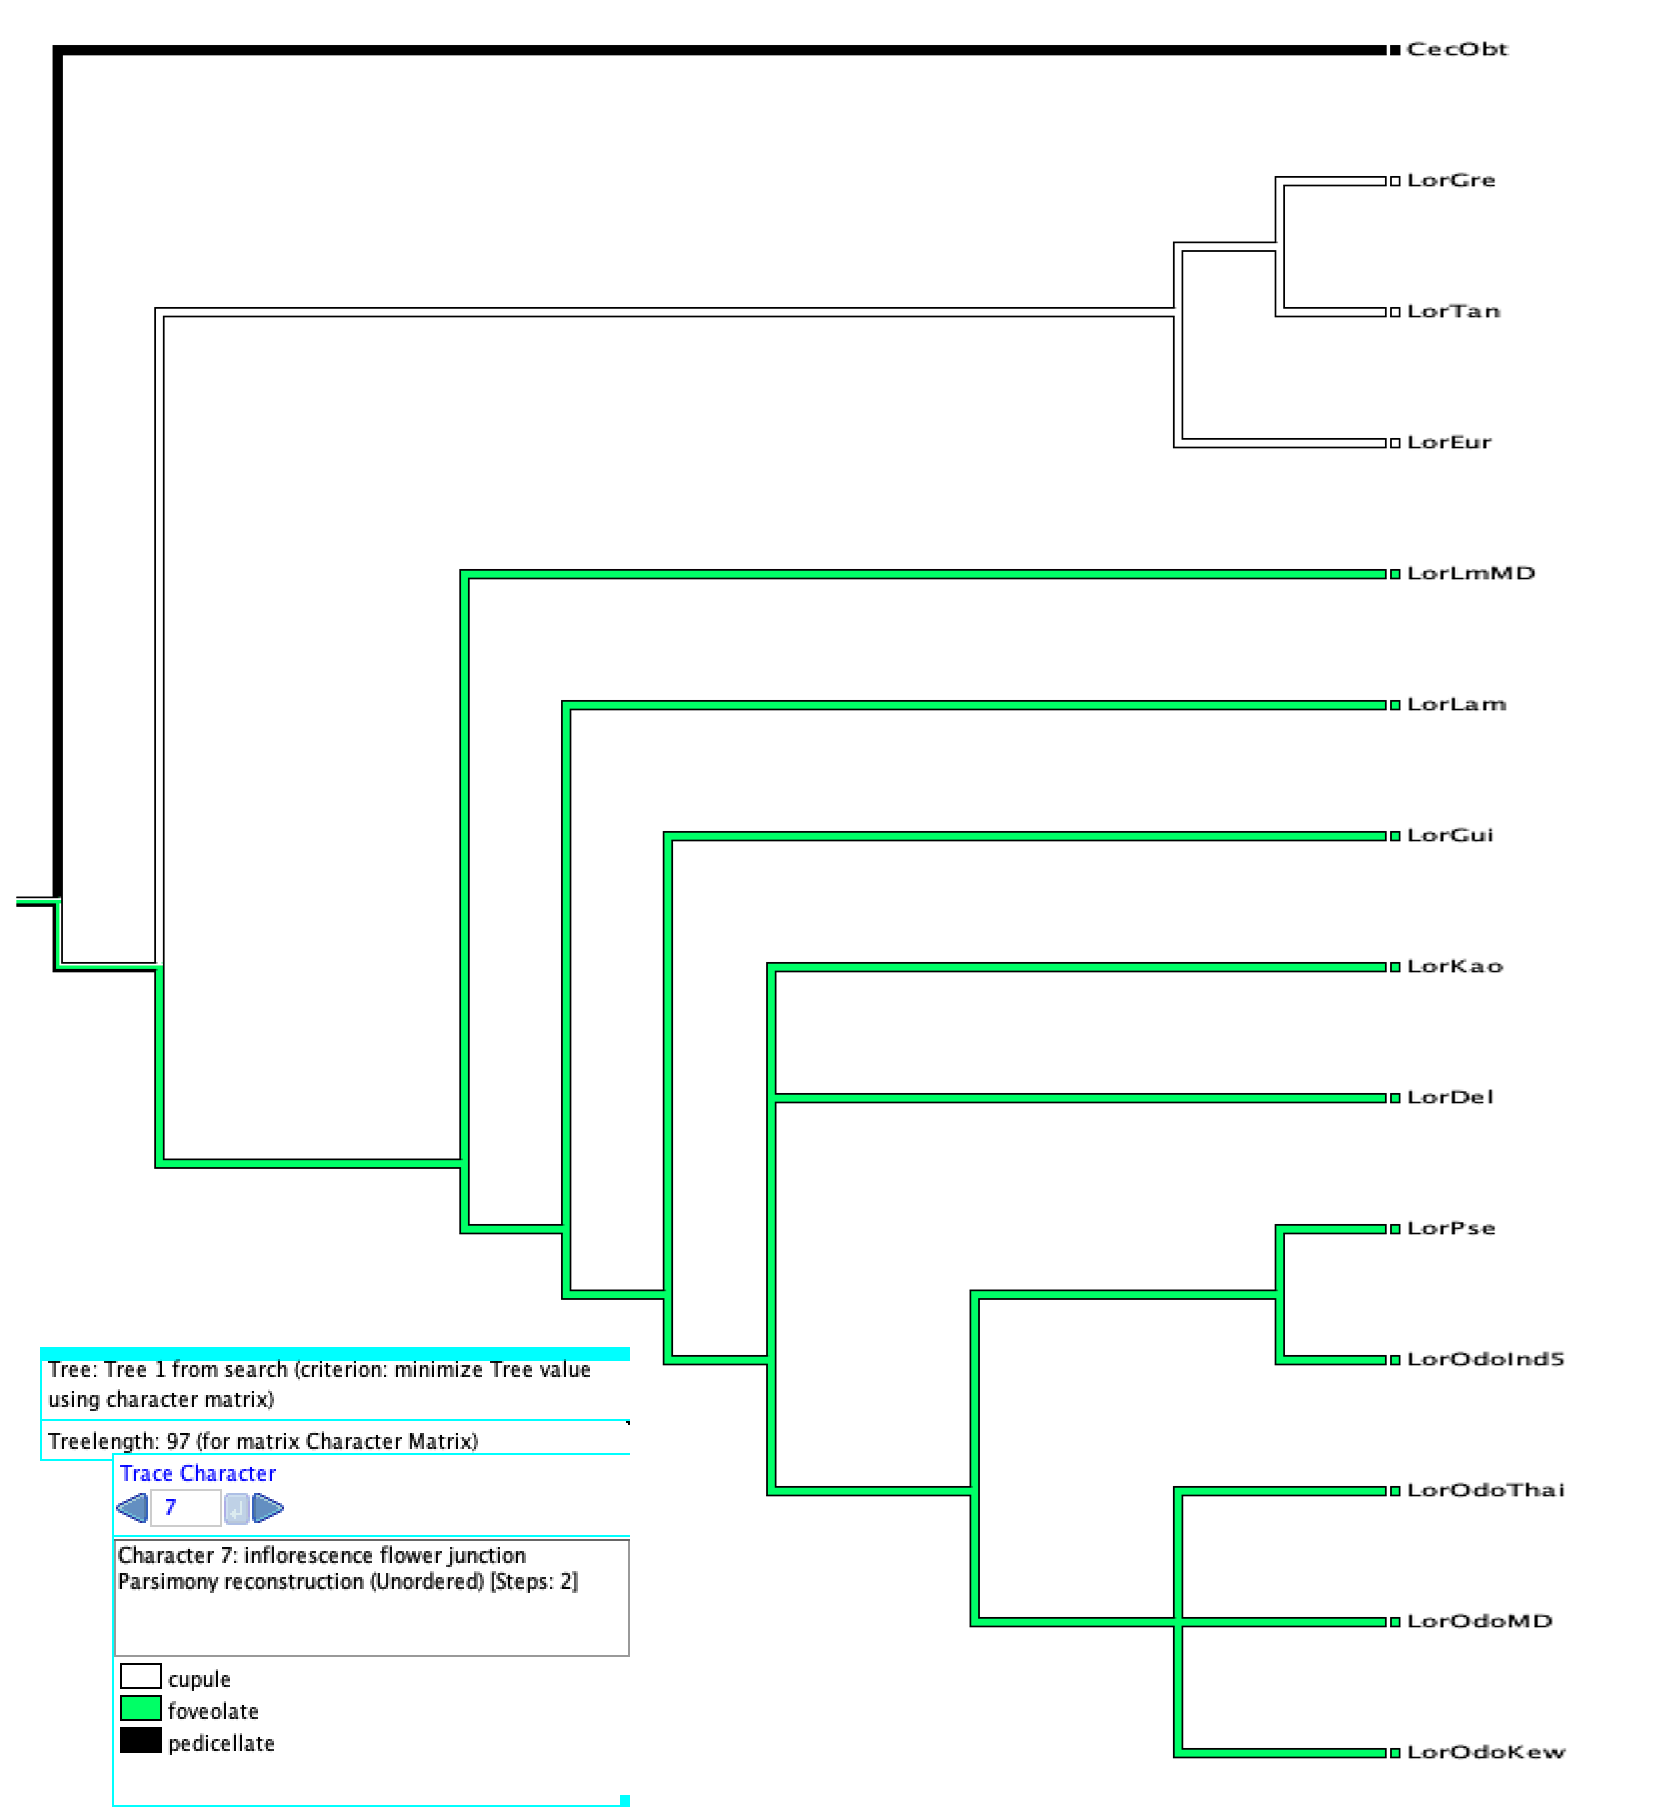 CecObt
LorGre
LorTan
LorEur
LorLmMD
LorLam
LorGui
LorKao
LorDel
LorPse
LorOdoInd5
LorOdoThai
LorOdoMD
LorOdoKew
Tree: Tree 1 from search (criterion: minimize Tree value
using character matrix)
Treelength: 97 (for matrix Character Matrix)
Trace Character
7
Character 7: inflorescence flower junction
Parsimony reconstruction (Unordered) [Steps: 2]
cupule
foveolate
pedicellate